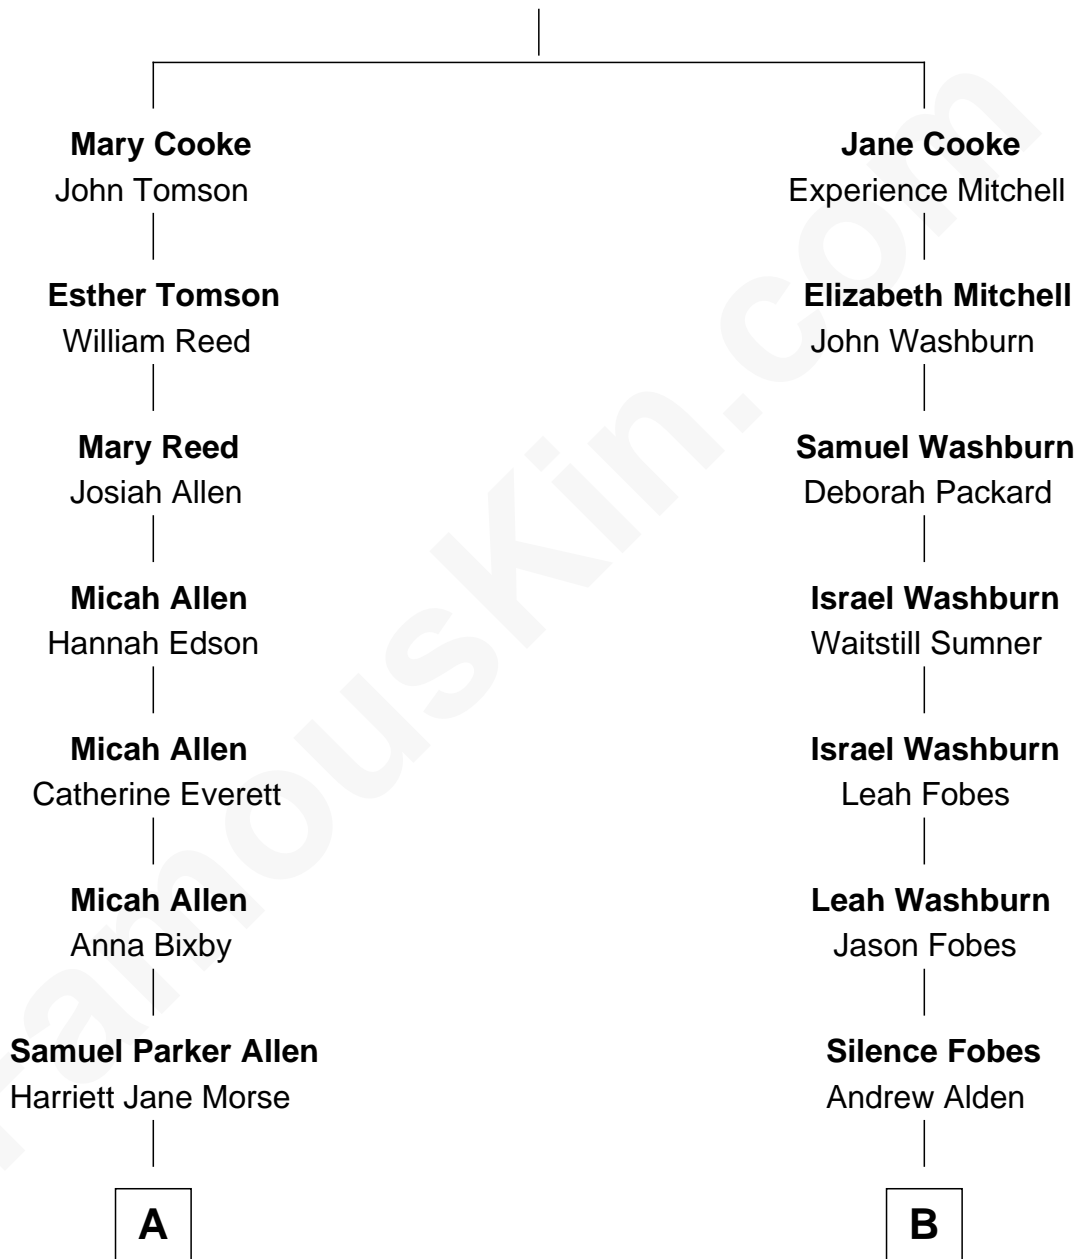 Mary Cooke
John Tomson
Jane Cooke
Experience Mitchell
Esther Tomson
William Reed
Elizabeth Mitchell
John Washburn
Mary Reed
Josiah Allen
Samuel Washburn
Deborah Packard
Micah Allen
Hannah Edson
Israel Washburn
Waitstill Sumner
Micah Allen
Catherine Everett
Israel Washburn
Leah Fobes
Micah Allen
Anna Bixby
Leah Washburn
Jason Fobes
Samuel Parker Allen
Harriett Jane Morse
Silence Fobes
Andrew Alden
A
B
FamousKin.com